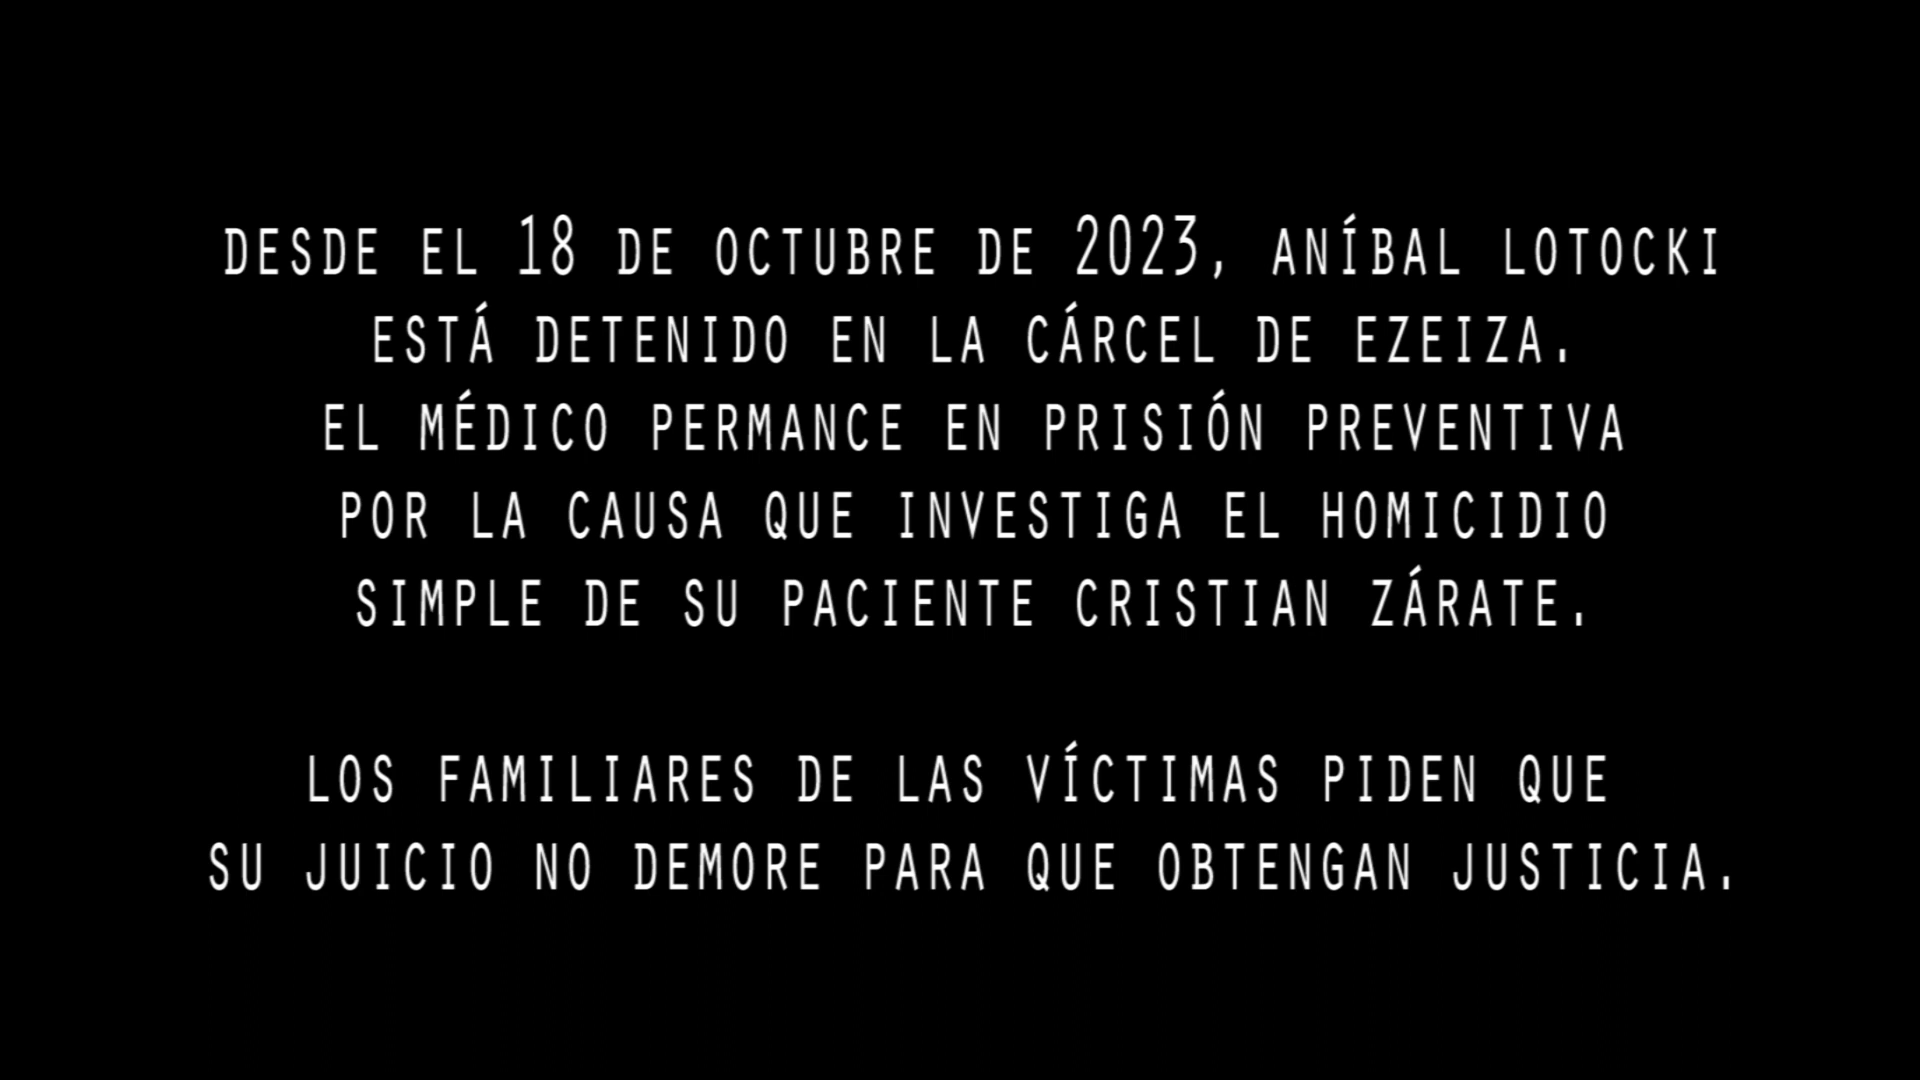 DESDE EL 18 DE OCTUBRE DE 2023, ANÍBAL LOTOCKI
ESTÁ DETENIDO EN LA CÁRCEL DE EZEIZA.
EL MÉDICO PERMANCE EN PRISIÓN PREVENTIVA
POR LA CAUSA QUE INVESTIGA EL HOMICIDIO
SIMPLE DE SU PACIENTE CRISTIAN ZÁRATE.
LOS FAMILIARES DE LAS VÍCTIMAS PIDEN QUE
SU JUICIO NO DEMORE PARA QUE OBTENGAN JUSTICIA.